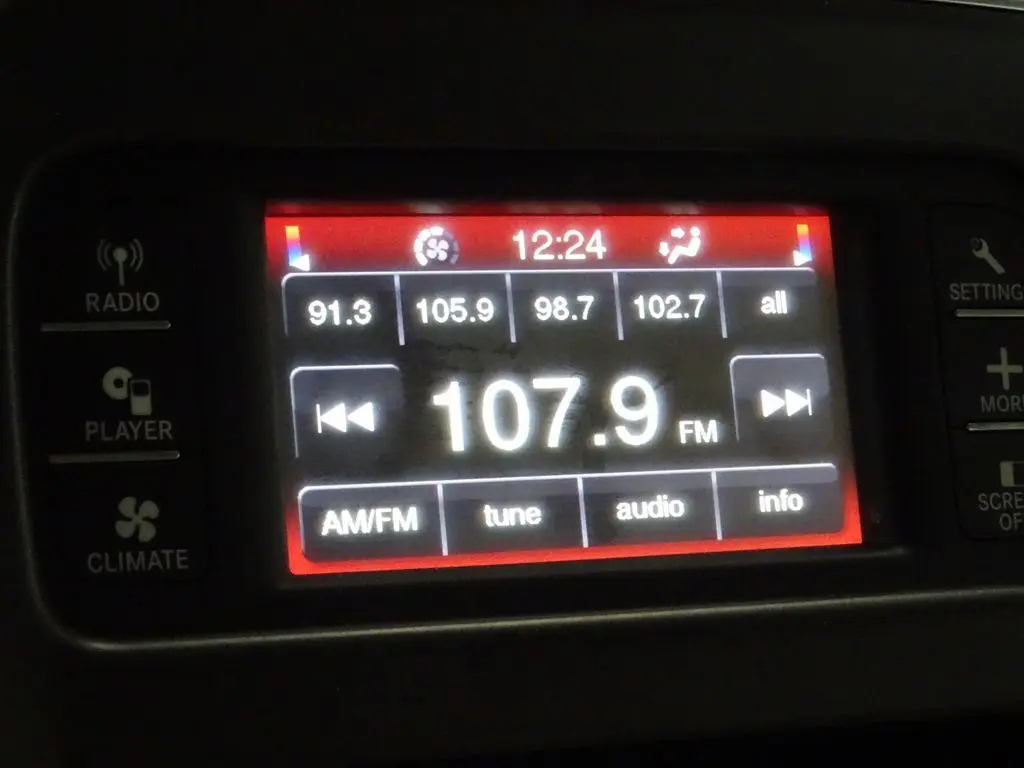 12:24
91.3 105.9 98.7 102.7 all
107.9 FM
AM/FM tune audio info
RADIO
PLAYER
CLIMATE
SETTING
MOR
SCRE
OF